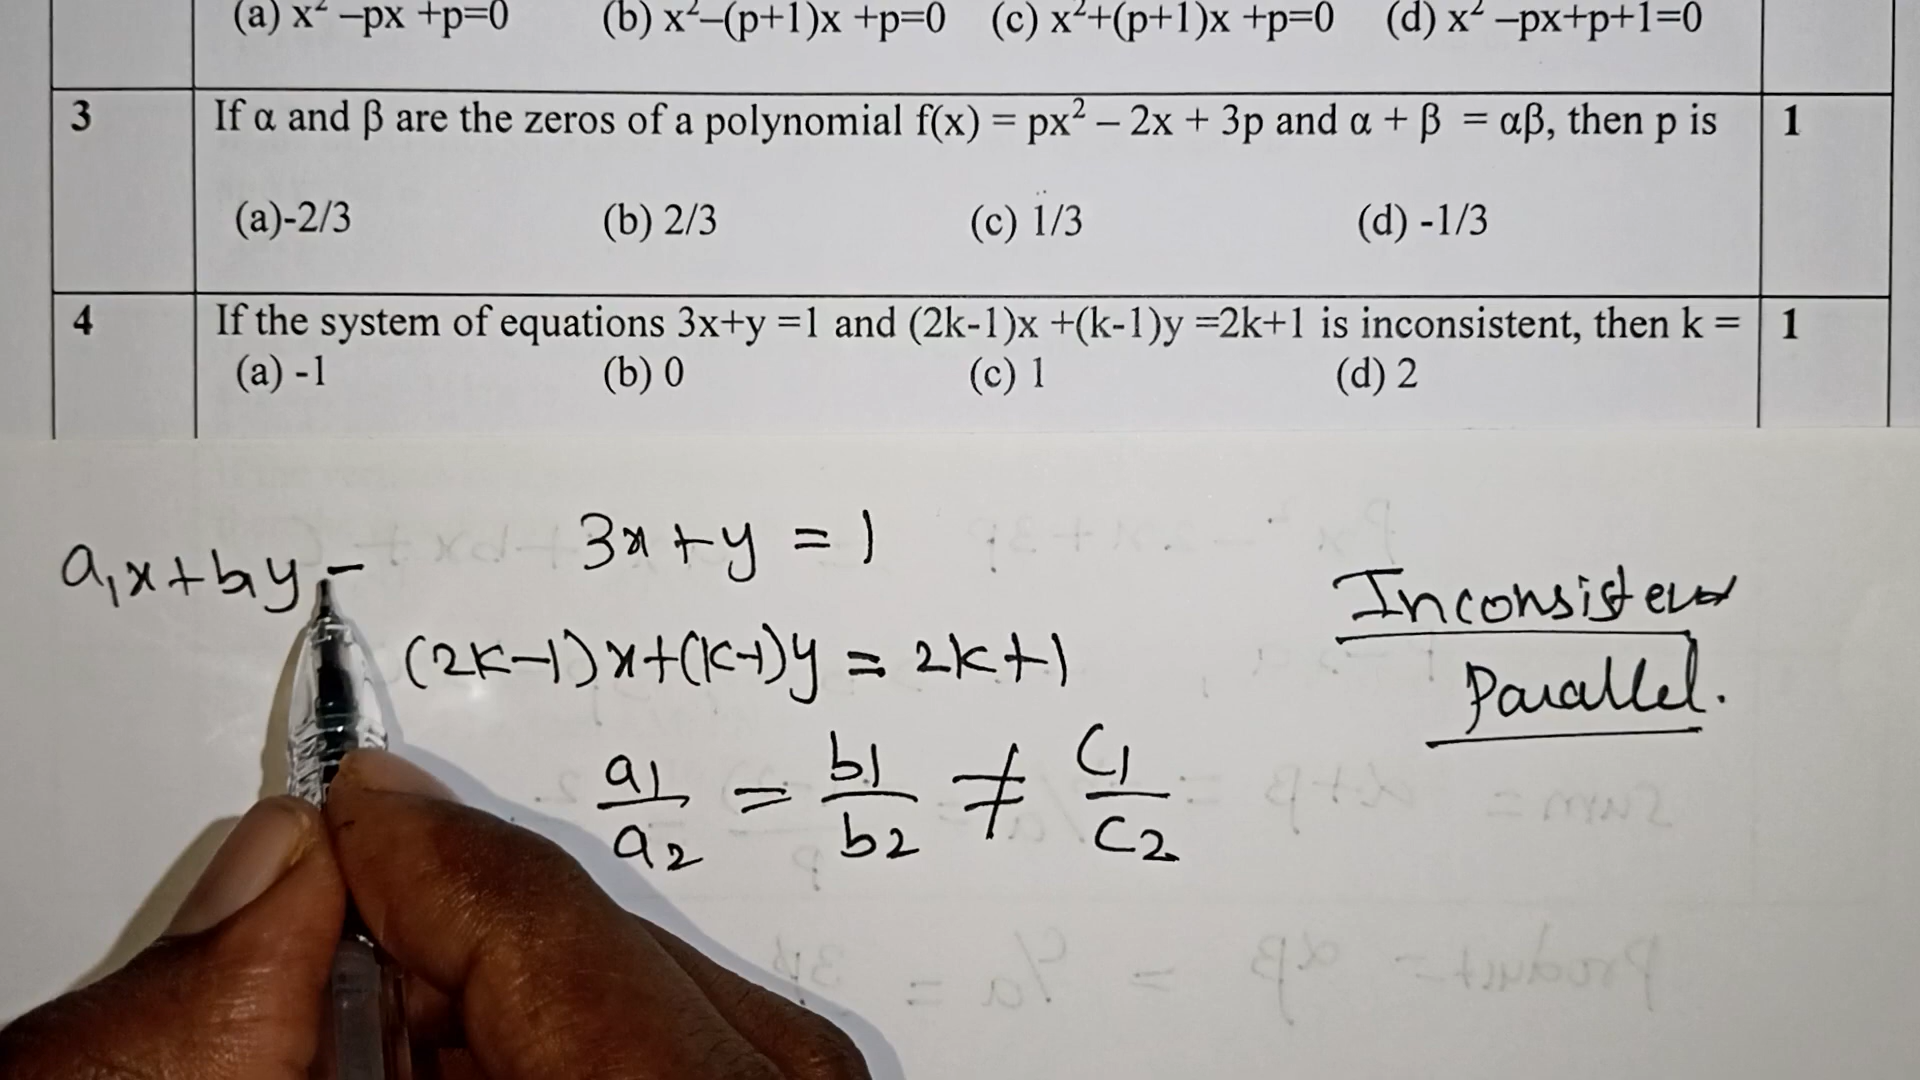 (a) x² –px +p=0 (b) x²–(p+1)x +p=0 (c) x²+(p+1)x +p=0 (d) x² –px+p+1=0
3 If α and β are the zeros of a polynomial f(x) = px² – 2x + 3p and α + β = αβ, then p is 1
(a)-2/3 (b) 2/3 (c) 1/3 (d) -1/3
4 If the system of equations 3x+y =1 and (2k-1)x +(k-1)y =2k+1 is inconsistent, then k = 1
(a) -1 (b) 0 (c) 1 (d) 2
3x+y = 1
a₁x+b₁y =
(2k-1)x+(k-1)y = 2k+1
Inconsistent
Parallel.
a1/a2 = b1/b2 ≠ c1/c2